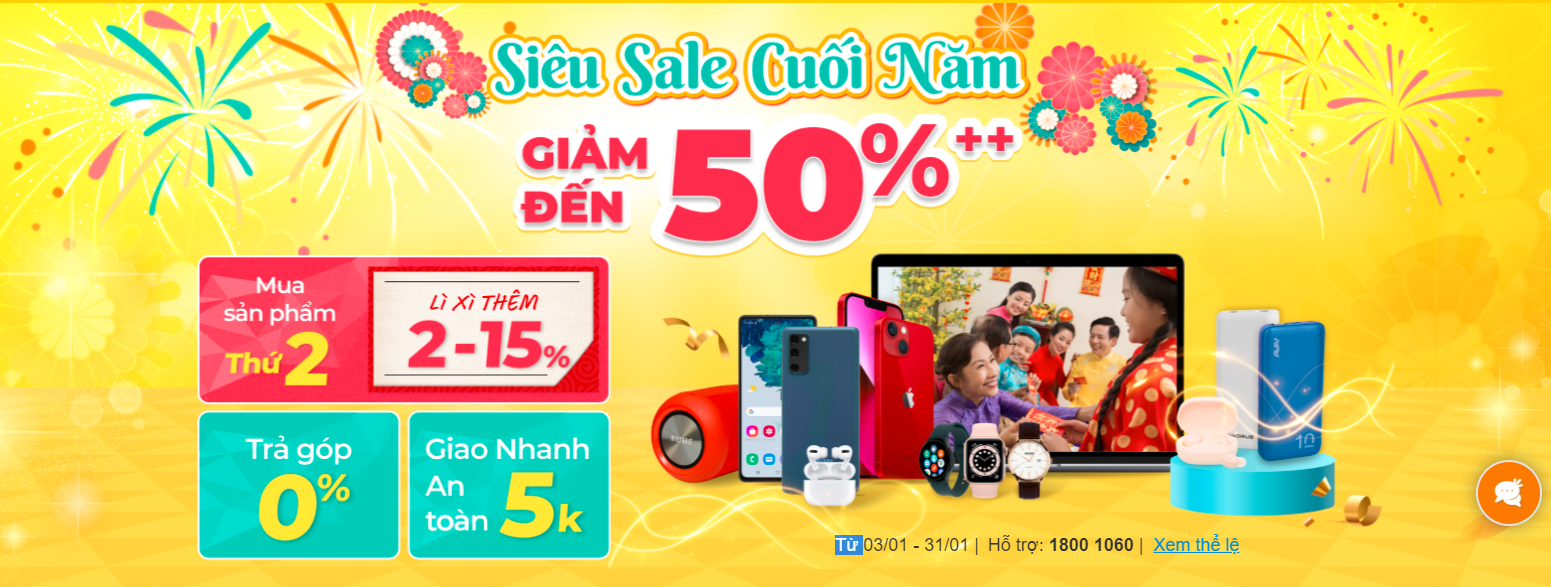 Siêu Sale Cuối Năm
GIẢM
ĐẾN
50%++
Mua
sản phẩm
Thứ 2
LÌ XÌ THÊM
2-15%
Trả góp
0%
Giao Nhanh
An
toàn 5k
Từ 03/01 - 31/01 | Hỗ trợ: 1800 1060 | Xem thể lệ